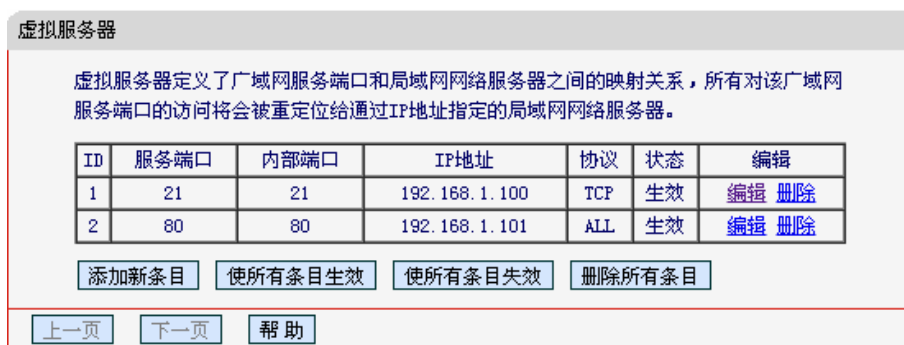 虚拟服务器
虚拟服务器定义了广域网服务端口和局域网网络服务器之间的映射关系，所有对该广域网
服务端口的访问将会被重定位给通过IP地址指定的局域网网络服务器。
ID 服务端口 内部端口 IP地址 协议 状态 编辑
1 21 21 192.168.1.100 TCP 生效 编辑 删除
2 80 80 192.168.1.101 ALL 生效 编辑 删除
添加新条目 使所有条目生效 使所有条目失效 删除所有条目
上一页 下一页 帮助